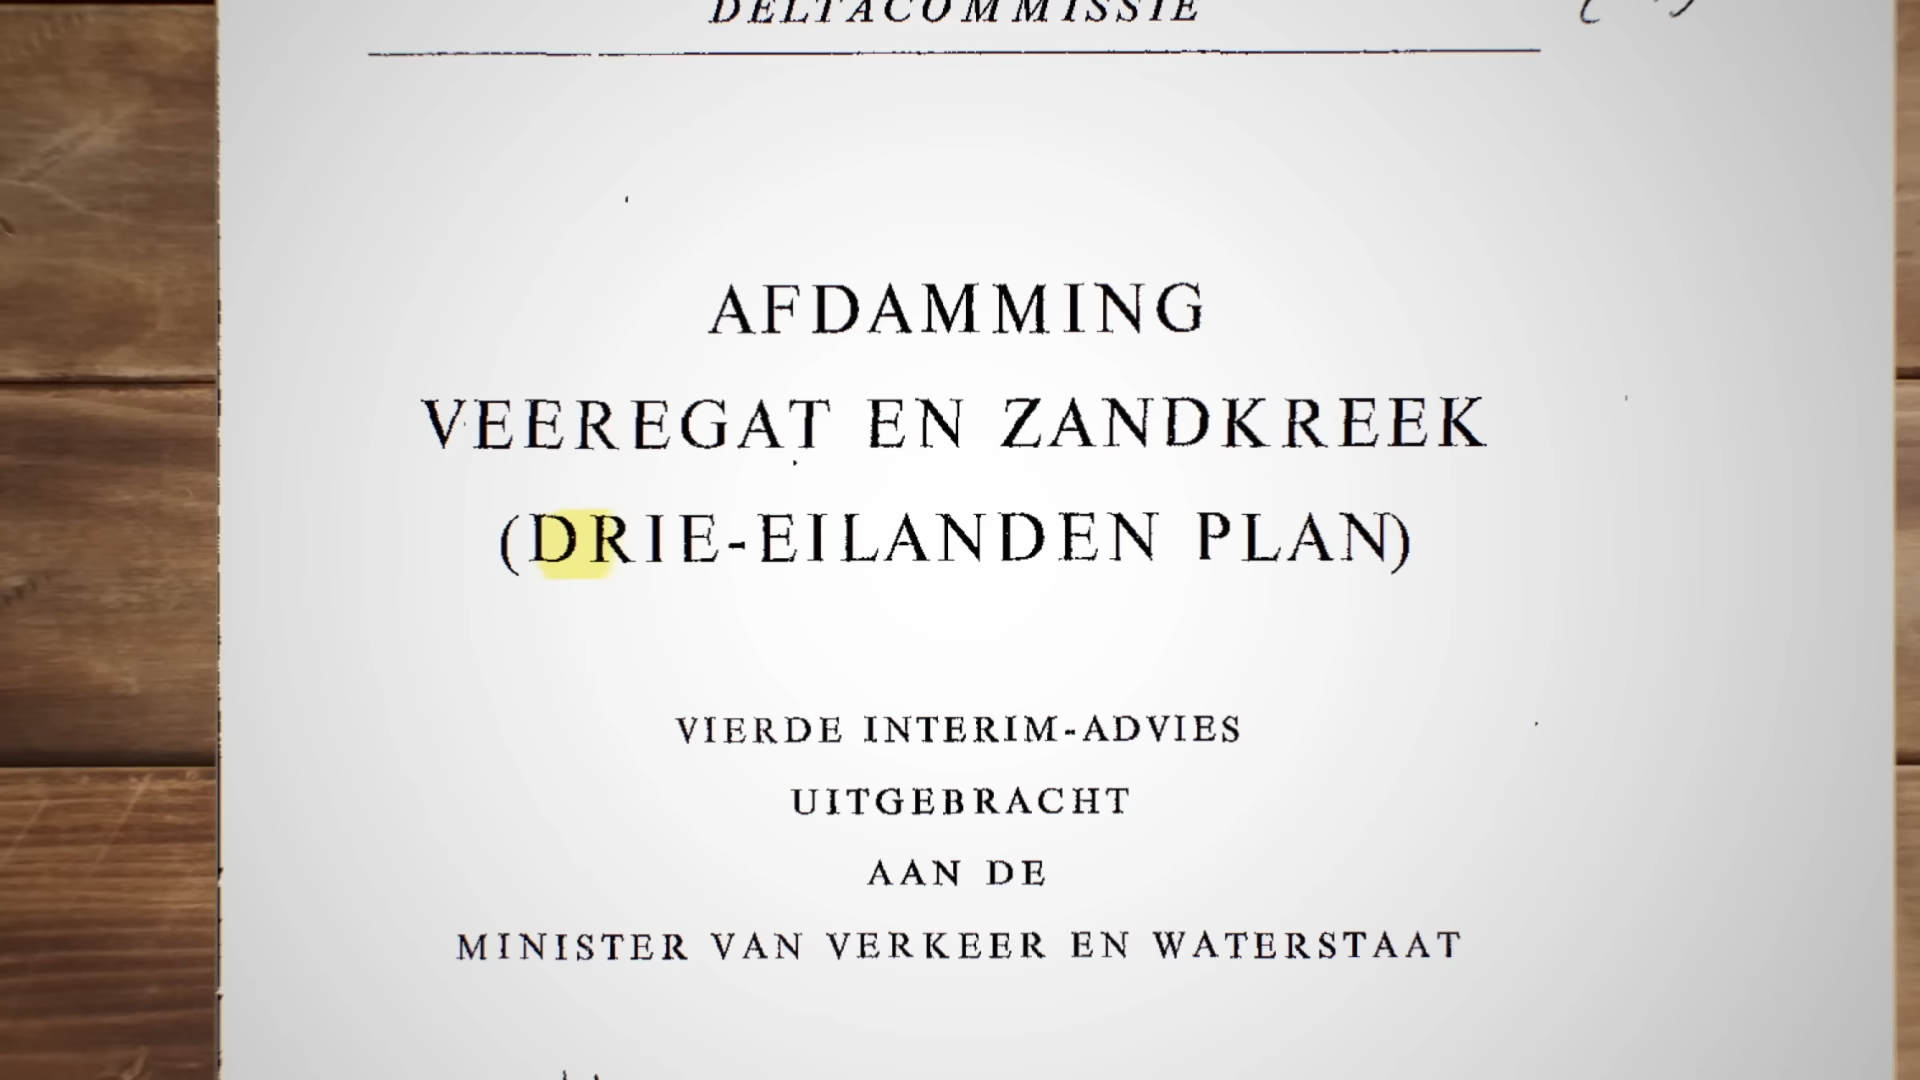 DELTACOMMISSIE
AFDAMMING
VEEREGAT EN ZANDKREEK
(DRIE-EILANDEN PLAN)
VIERDE INTERIM-ADVIES
UITGEBRACHT
AAN DE
MINISTER VAN VERKEER EN WATERSTAAT